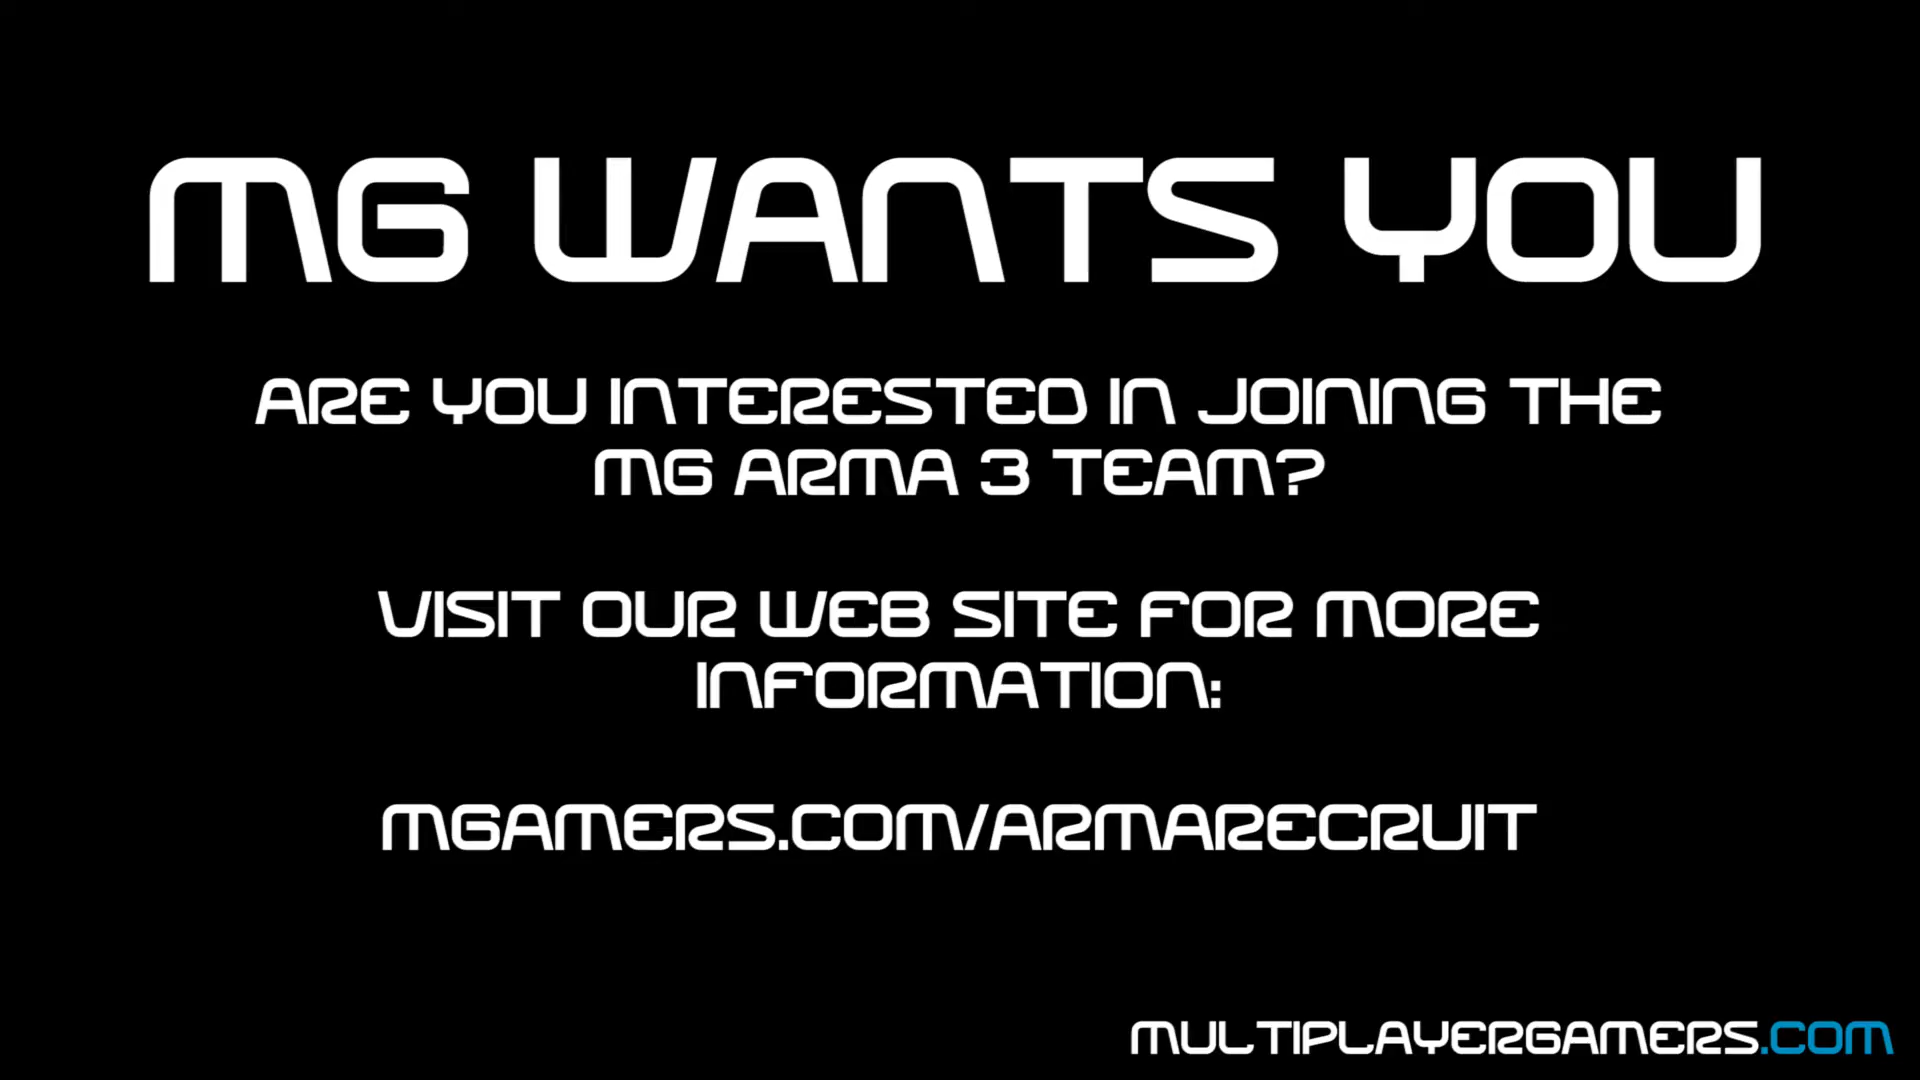 MG WANTS YOU
ARE YOU INTERESTED IN JOINING THE
MG ARMA 3 TEAM?
VISIT OUR WEB SITE FOR MORE
INFORMATION:
MGAMERS.COM/ARMARECRUIT
MULTIPLAYERGAMERS.COM